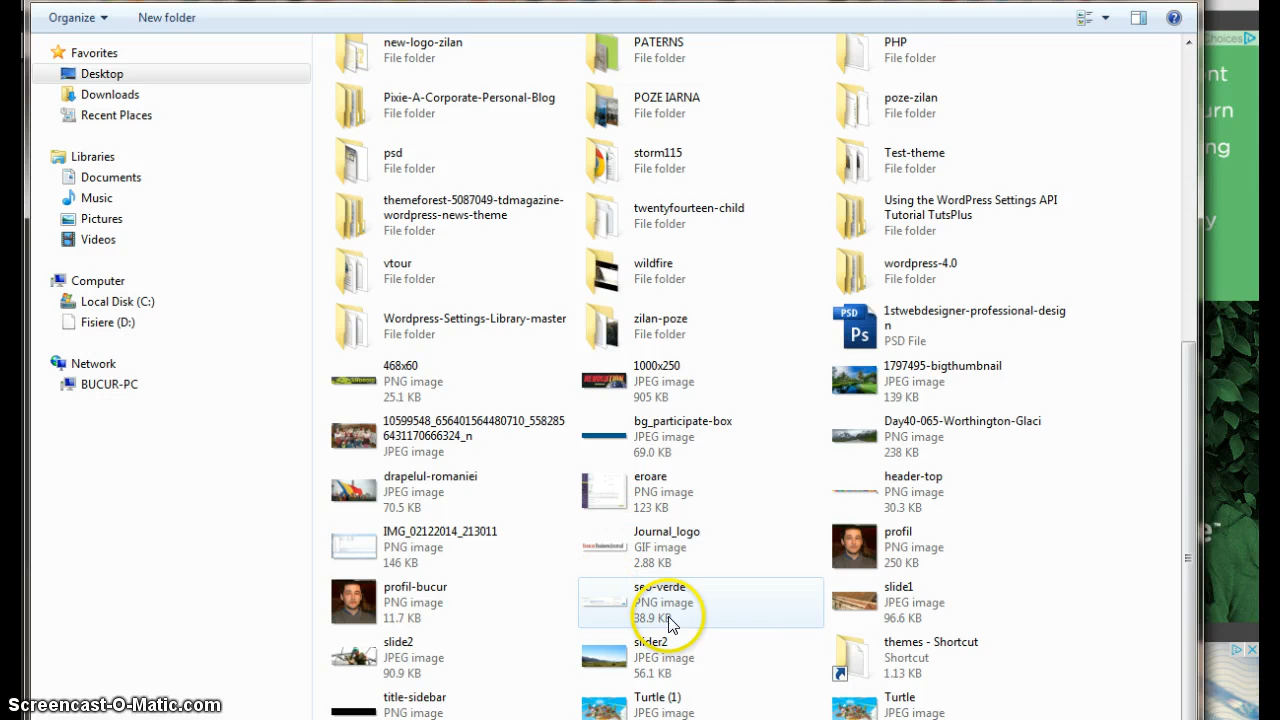 Organize
New folder
Favorites
Desktop
Downloads
Recent Places
Libraries
Documents
Music
Pictures
Videos
Computer
Local Disk (C:)
Fisiere (D:)
Network
BUCUR-PC
new-logo-zilan
File folder
PATERNS
File folder
PHP
File folder
Pixie-A-Corporate-Personal-Blog
File folder
POZE IARNA
File folder
poze-zilan
File folder
psd
File folder
storm115
File folder
Test-theme
File folder
themeforest-5087049-tdmagazine-
wordpress-news-theme
File folder
twentyfourteen-child
File folder
Using the WordPress Settings API
Tutorial TutsPlus
File folder
vtour
File folder
wildfire
File folder
wordpress-4.0
File folder
Wordpress-Settings-Library-master
File folder
zilan-poze
File folder
PSD
Ps
1stwebdesigner-professional-desig
n
PSD File
468x60
PNG image
25.1 KB
1000x250
JPEG image
905 KB
1797495-bigthumbnail
JPEG image
139 KB
10599548_656401564480710_558285
6431170666324_n
JPEG image
bg_participate-box
JPEG image
69.0 KB
Day40-065-Worthington-Glaci
PNG image
238 KB
drapelul-romaniei
JPEG image
70.5 KB
eroare
PNG image
123 KB
header-top
PNG image
30.3 KB
IMG_02122014_213011
PNG image
146 KB
Journal_logo
GIF image
2.88 KB
profil
PNG image
250 KB
profil-bucur
PNG image
11.7 KB
seo-verde
PNG image
38.9 KB
slide1
JPEG image
96.6 KB
slide2
JPEG image
90.9 KB
slider2
JPEG image
56.1 KB
themes - Shortcut
Shortcut
1.13 KB
title-sidebar
PNG image
Turtle (1)
JPEG image
Turtle
JPEG image
Screencast-O-Matic.com